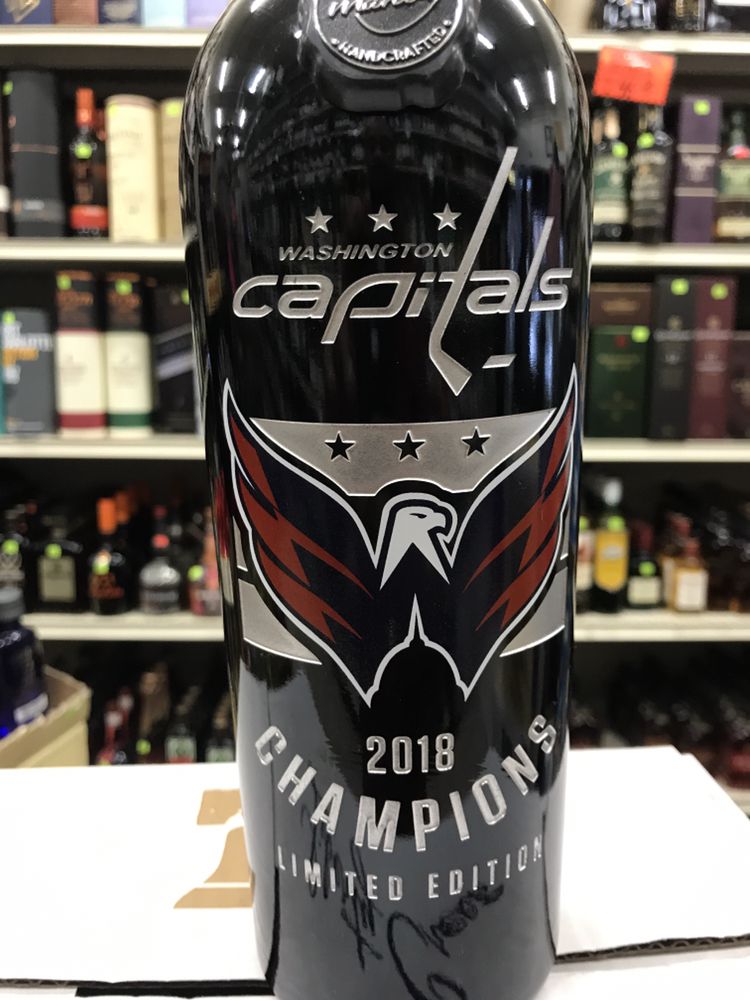 HANDCRAFTED
WASHINGTON
capitals
2018
CHAMPIONS
LIMITED EDITION